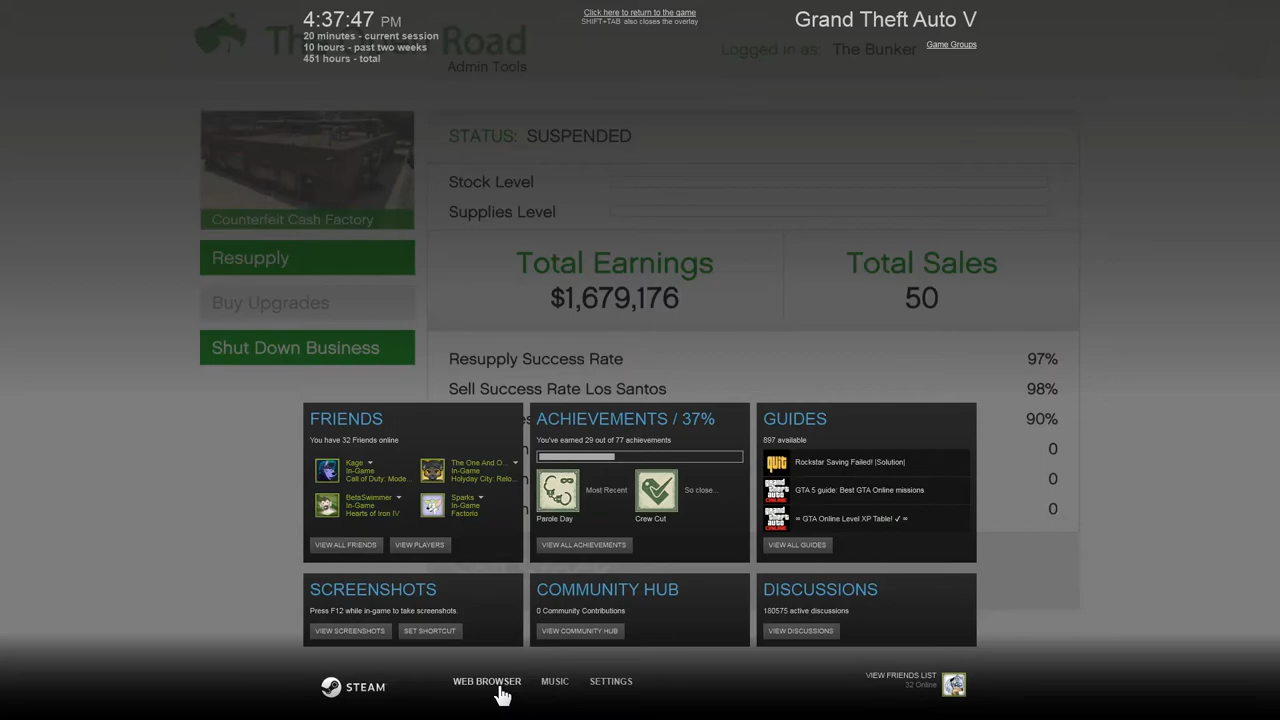 4:37:47 PM
20 minutes - current session
10 hours - past two weeks
451 hours - total
Click here to return to the game
SHIFT+TAB also closes the overlay
Grand Theft Auto V
Game Groups
Th Road
Admin Tools
Logged in as: The Bunker
Counterfeit Cash Factory
Resupply
Buy Upgrades
Shut Down Business
STATUS: SUSPENDED
Stock Level
Supplies Level
Total Earnings
$1,679,176
Total Sales
50
Resupply Success Rate 97%
Sell Success Rate Los Santos 98%
90%
0
0
0
FRIENDS
You have 32 Friends online
Kage
In-Game
Call of Duty: Mode...
The One And O...
In-Game
Holyday City: Relo...
BetaSwimmer
In-Game
Hearts of Iron IV
Sparks
In-Game
Factorio
VIEW ALL FRIENDS
VIEW PLAYERS
ACHIEVEMENTS / 37%
You've earned 29 out of 77 achievements
Most Recent
Parole Day
So close...
Crew Cut
VIEW ALL ACHIEVEMENTS
GUIDES
897 available
quit
Rockstar Saving Failed! |Solution|
GTA 5 guide: Best GTA Online missions
= GTA Online Level XP Table! ✓ =
VIEW ALL GUIDES
SCREENSHOTS
Press F12 while in-game to take screenshots.
VIEW SCREENSHOTS
SET SHORTCUT
COMMUNITY HUB
0 Community Contributions
VIEW COMMUNITY HUB
DISCUSSIONS
180575 active discussions
VIEW DISCUSSIONS
STEAM
WEB BROWSER
MUSIC
SETTINGS
VIEW FRIENDS LIST
32 Online